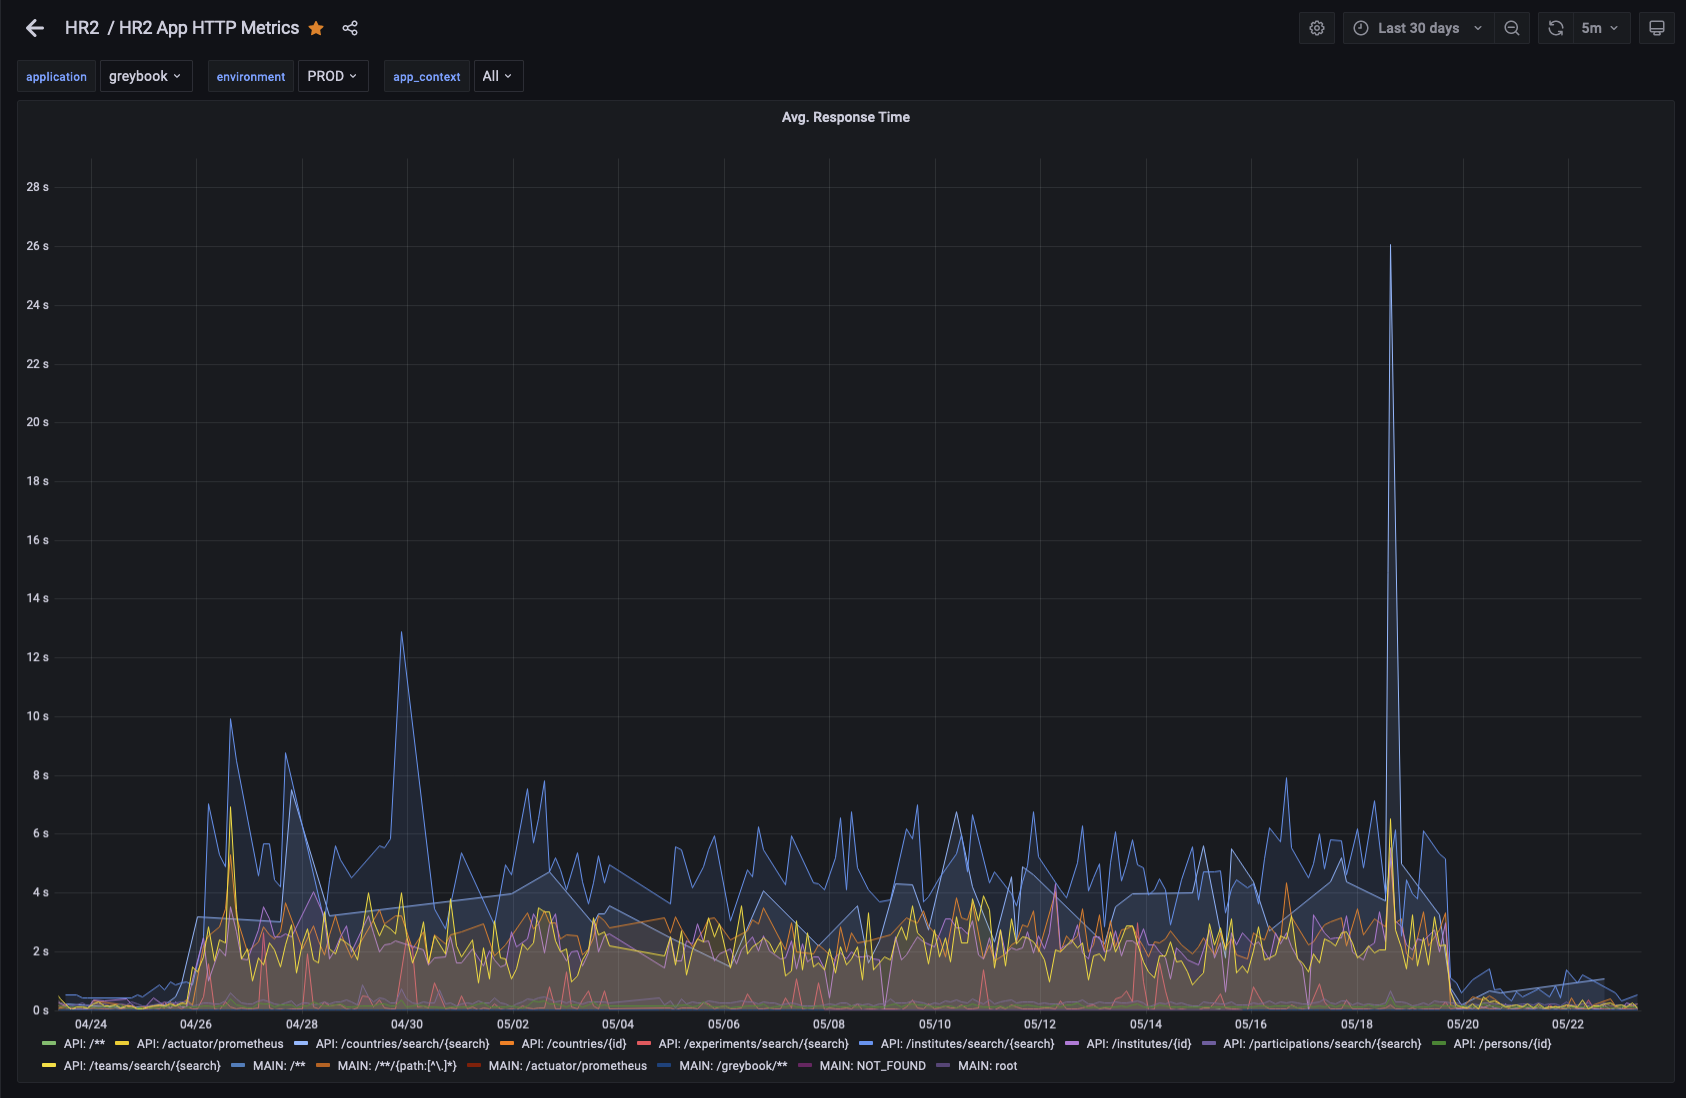 HR2 / HR2 App HTTP Metrics
Last 30 days
5m
application greybook environment PROD app_context All
Avg. Response Time
28 s
26 s
24 s
22 s
20 s
18 s
16 s
14 s
12 s
10 s
8 s
6 s
4 s
2 s
0 s
04/24 04/26 04/28 04/30 05/02 05/04 05/06 05/08 05/10 05/12 05/14 05/16 05/18 05/20 05/22
API: /** API: /actuator/prometheus API: /countries/search/{search} API: /countries/{id} API: /experiments/search/{search} API: /institutes/search/{search} API: /institutes/{id} API: /participations/search/{search} API: /persons/{id}
API: /teams/search/{search} MAIN: /** MAIN: /**/{path:[^\.]*} MAIN: /actuator/prometheus MAIN: /greybook/** MAIN: NOT_FOUND MAIN: root